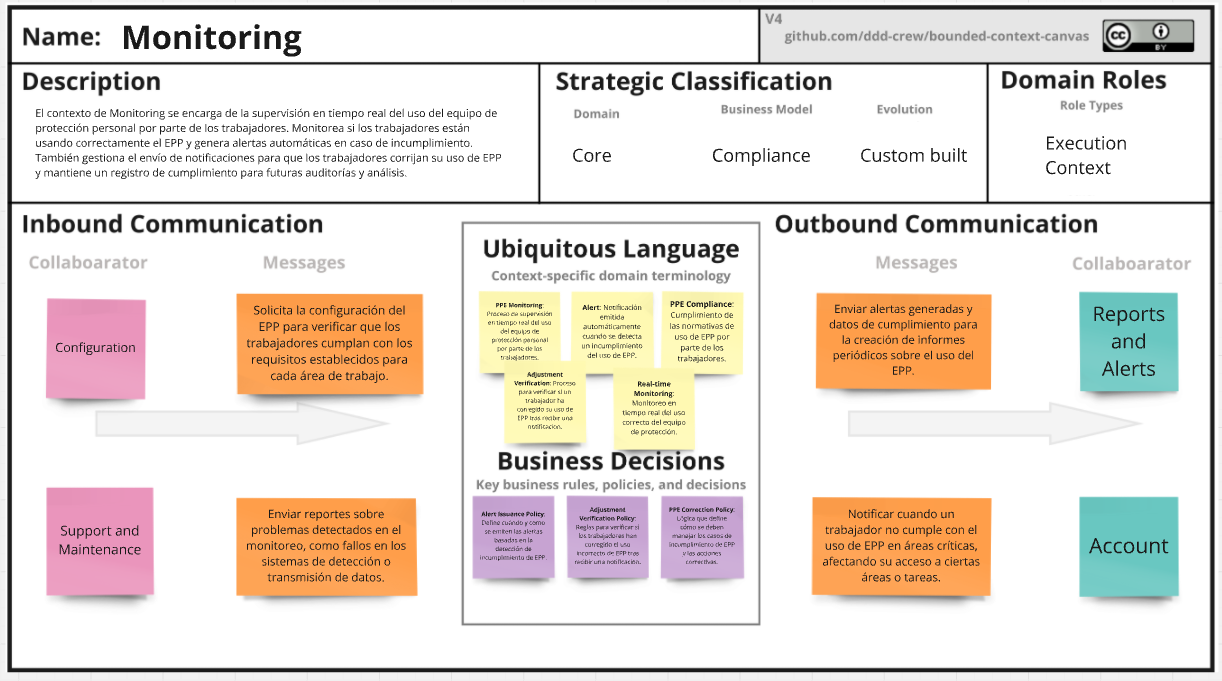 Name: Monitoring
V4
github.com/ddd-crew/bounded-context-canvas
cc
BY
Description
El contexto de Monitoring se encarga de la supervisión en tiempo real del uso del equipo de
protección personal por parte de los trabajadores. Monitorea si los trabajadores están
usando correctamente el EPP y genera alertas automáticas en caso de incumplimiento.
También gestiona el envío de notificaciones para que los trabajadores corrijan su uso de EPP
y mantiene un registro de cumplimiento para futuras auditorías y análisis.
Strategic Classification
Domain
Business Model
Evolution
Core
Compliance
Custom built
Domain Roles
Role Types
Execution
Context
Inbound Communication
Collaboarator
Messages
Configuration
Solicita la configuración del
EPP para verificar que los
trabajadores cumplan con los
requisitos establecidos para
cada área de trabajo.
Support and
Maintenance
Enviar reportes sobre
problemas detectados en el
monitoreo, como fallos en los
sistemas de detección o
transmisión de datos.
Ubiquitous Language
Context-specific domain terminology
PPE Monitoring:
Proceso de supervisión
en tiempo real del uso
del equipo de
protección personal
por parte de los
trabajadores.
Alert: Notificación
emitida
automáticamente
cuando se detecta
un incumplimiento
del uso de EPP.
PPE Compliance:
Cumplimiento de
las normativas de
uso de EPP por
parte de los
trabajadores.
Adjustment
Verification: Proceso
para verificar si un
trabajador ha
corregido su uso de
EPP tras recibir una
notificación.
Real-time
Monitoring:
Monitoreo en
tiempo real del uso
correcto del equipo
de protección.
Business Decisions
Key business rules, policies, and decisions
Alert Issuance Policy:
Define cuándo y cómo
se emiten las alertas
basadas en la
detección de
incumplimiento de EPP.
Adjustment
Verification Policy:
Reglas para verificar si
los trabajadores han
corregido el uso
incorrecto de EPP tras
recibir una notificación.
PPE Correction Policy:
Lógica que define
cómo se deben
manejar los casos de
incumplimiento de EPP
y las acciones
correctivas.
Outbound Communication
Messages
Collaboarator
Enviar alertas generadas y
datos de cumplimiento para
la creación de informes
periódicos sobre el uso del
EPP.
Reports
and
Alerts
Notificar cuando un
trabajador no cumple con el
uso de EPP en áreas críticas,
afectando su acceso a ciertas
áreas o tareas.
Account